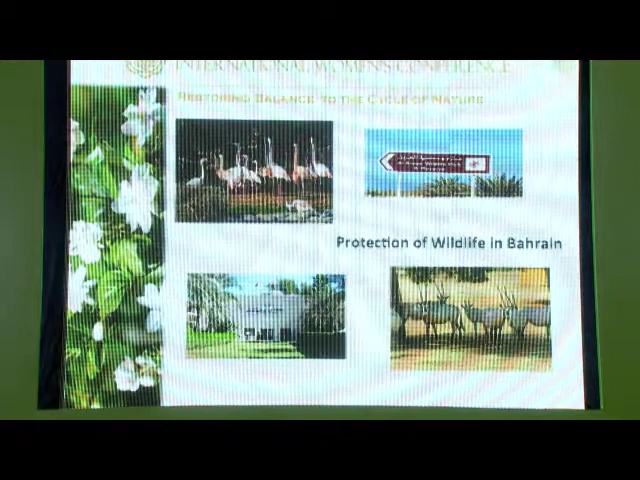 INTERNATIONAL WOMEN'S CONFERENCE
RESTORING BALANCE TO THE CYCLE OF NATURE
Protection of Wildlife in Bahrain